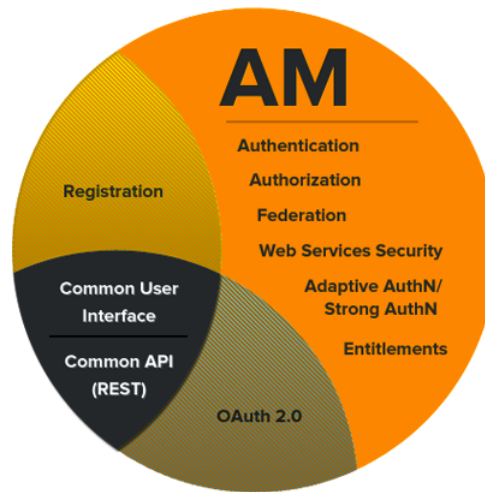 AM
Authentication
Authorization
Registration
Federation
Web Services Security
Common User
Interface
Adaptive AuthN/
Strong AuthN
Entitlements
Common API
(REST)
OAuth 2.0